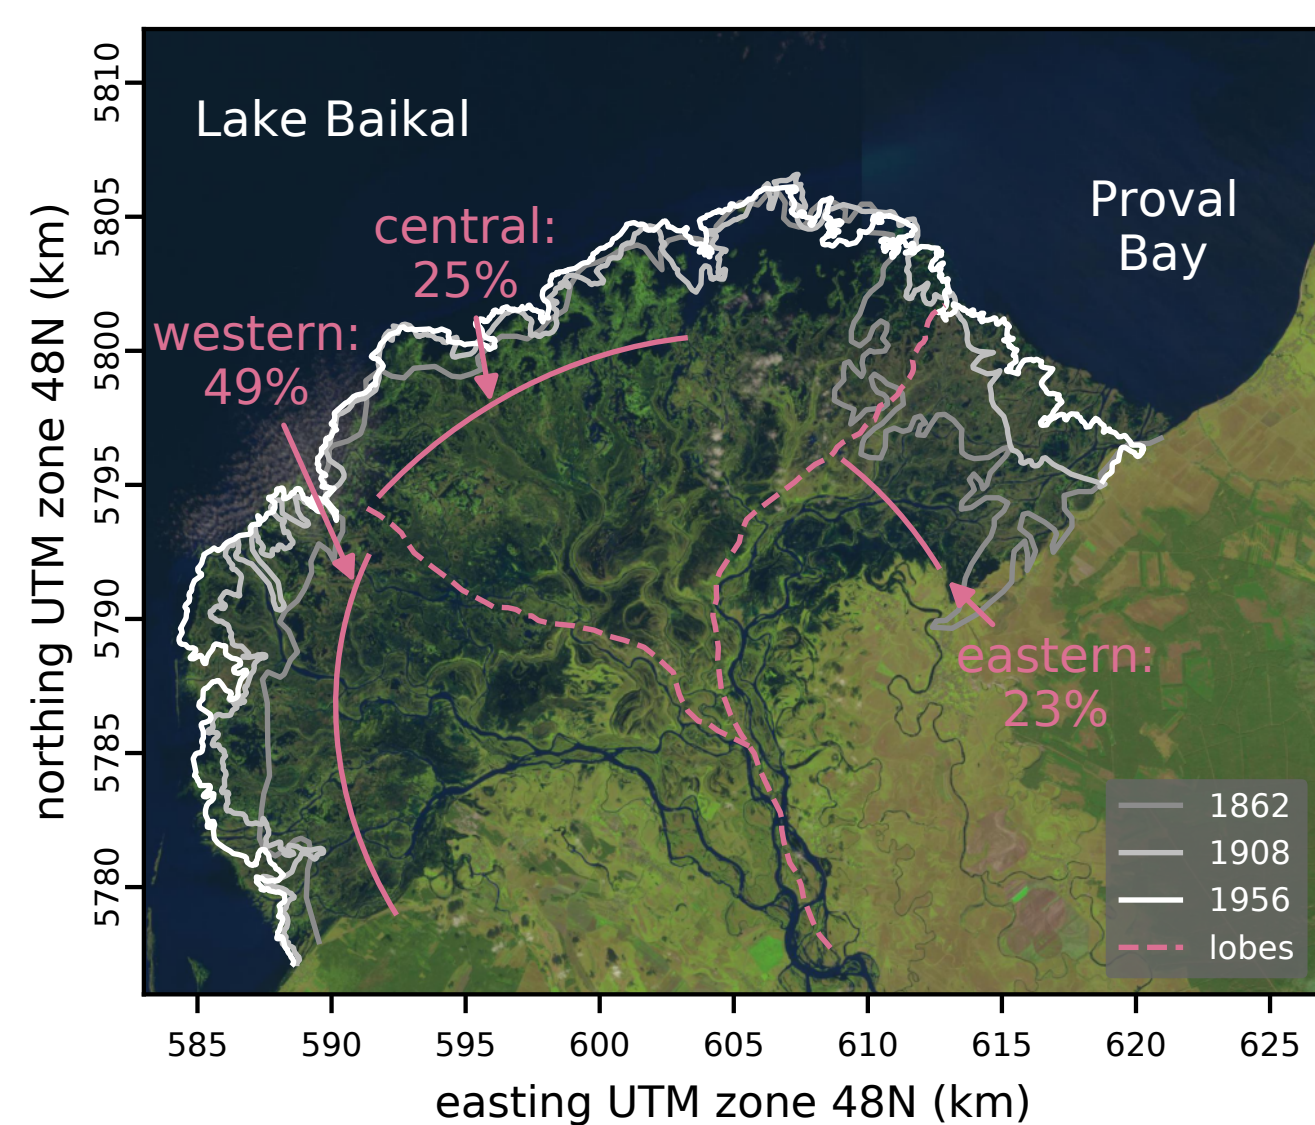 Lake Baikal
Proval
Bay
central:
25%
western:
49%
eastern:
23%
1862
1908
1956
lobes
northing UTM zone 48N (km)
5810
5805
5800
5795
5790
5785
5780
585 590 595 600 605 610 615 620 625
easting UTM zone 48N (km)